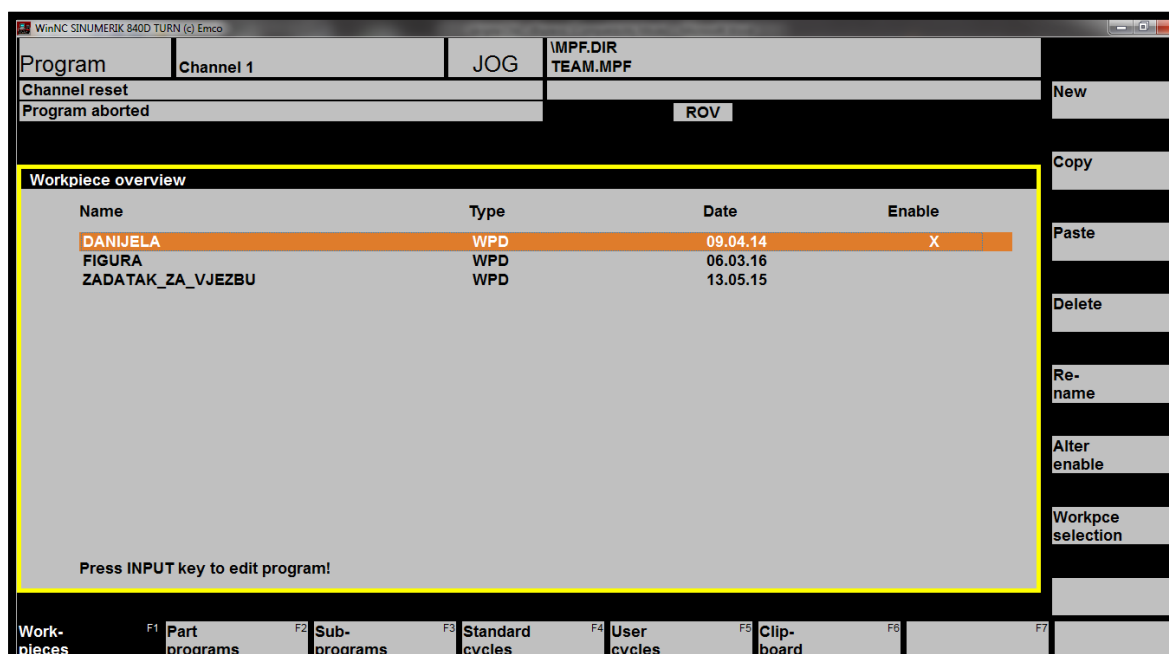 WinNC SINUMERIK 840D TURN (c) Emco
Program Channel 1 JOG \MPF.DIR
TEAM.MPF
Channel reset
Program aborted ROV
Workpiece overview
Name Type Date Enable
DANIJELA WPD 09.04.14 X
FIGURA WPD 06.03.16
ZADATAK_ZA_VJEZBU WPD 13.05.15
Press INPUT key to edit program!
New
Copy
Paste
Delete
Re-
name
Alter
enable
Workpce
selection
Work- F1 Part F2 Sub- F3 Standard F4 User F5 Clip- F6 F7
pieces programs programs cycles cycles board